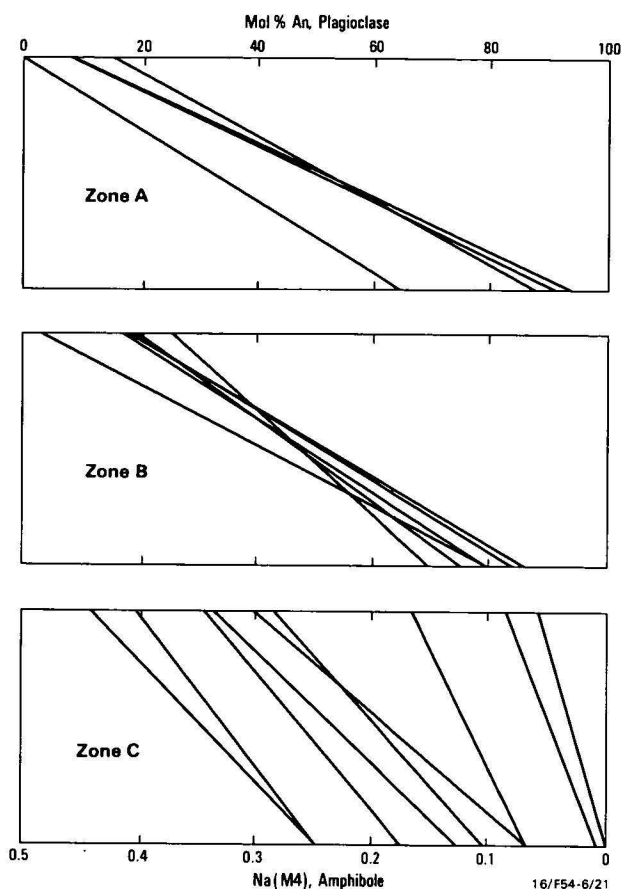 Mol % An, Plagioclase
0 20 40 60 80 100
Zone A
Zone B
Zone C
0.5 0.4 0.3 0.2 0.1 0
Na(M4), Amphibole
16/F54-6/21